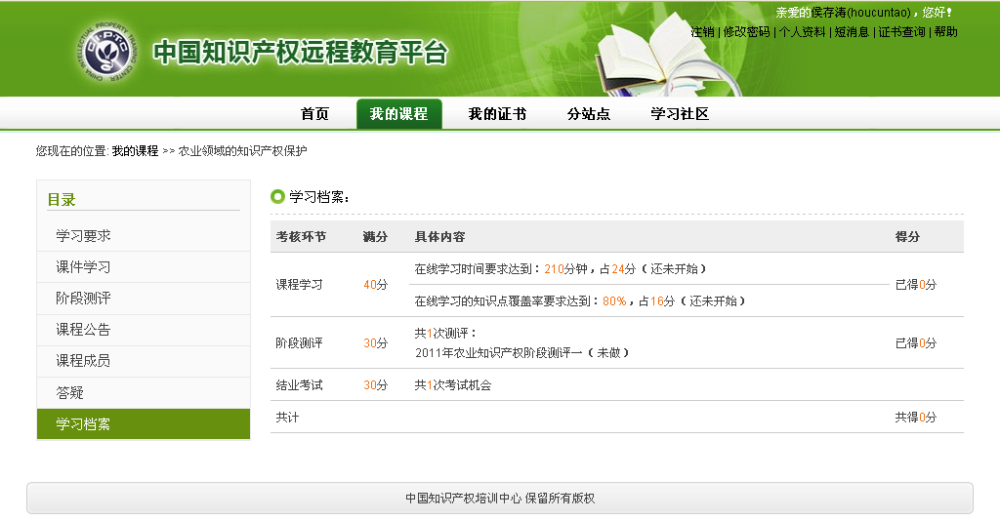 亲爱的侯存涛(houcuntao)，您好！
注销 | 修改密码 | 个人资料 | 短消息 | 证书查询 | 帮助
CHINA INTELLECTUAL PROPERTY TRAINING CENTER
CIPTC
中国知识产权远程教育平台
首页 我的课程 我的证书 分站点 学习社区
您现在的位置: 我的课程 >> 农业领域的知识产权保护
目录
学习要求
课件学习
阶段测评
课程公告
课程成员
答疑
学习档案
学习档案：
考核环节 满分 具体内容 得分
在线学习时间要求达到：210分钟，占24分（还未开始）
课程学习 40分 已得0分
在线学习的知识点覆盖率要求达到：80%，占16分（还未开始）
共1次测评：
阶段测评 30分 已得0分
2011年农业知识产权阶段测评一（未做）
结业考试 30分 共1次考试机会
共计 共得0分
中国知识产权培训中心 保留所有版权